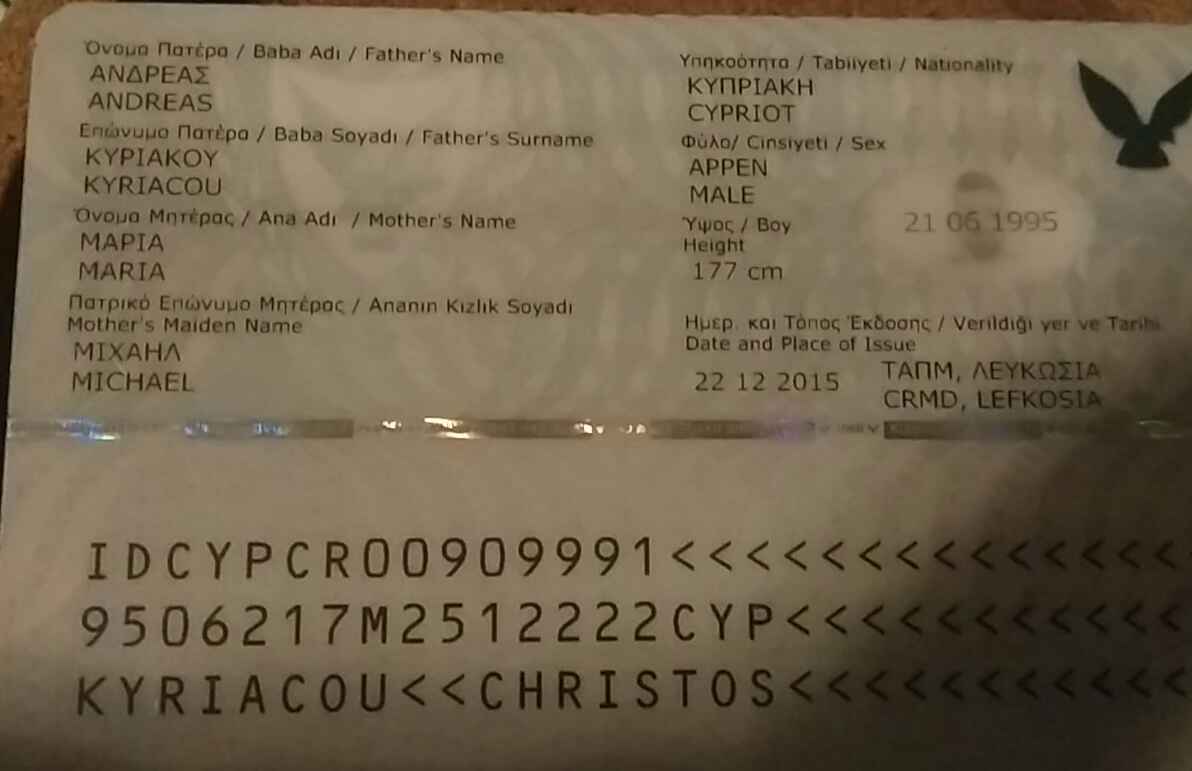 Όνομα Πατέρα / Baba Adı / Father's Name
ΑΝΔΡΕΑΣ
ANDREAS
Επώνυμο Πατέρα / Baba Soyadı / Father's Surname
ΚΥΡΙΑΚΟΥ
KYRIACOU
Όνομα Μητέρας / Ana Adı / Mother's Name
ΜΑΡΙΑ
MARIA
Πατρικό Επώνυμο Μητέρας / Ananın Kızlık Soyadı
Mother's Maiden Name
ΜΙΧΑΗΛ
MICHAEL
Υπηκοότητα / Tabiiyeti / Nationality
ΚΥΠΡΙΑΚΗ
CYPRIOT
Φύλο/ Cinsiyeti / Sex
ΑΡΡΕΝ
MALE
Ύψος / Boy
Height
177 cm
21 06 1995
Ημερ. και Τόπος Έκδοσης / Verildiği yer ve Tarihi
Date and Place of Issue
22 12 2015
ΤΑΠΜ, ΛΕΥΚΩΣΙΑ
CRMD, LEFKOSIA
IDCYPCR00909991<<<<<<<<<<<<<<
9506217M2512222CYP<<<<<<<<<<<
KYRIACOU<<CHRISTOS<<<<<<<<<<<